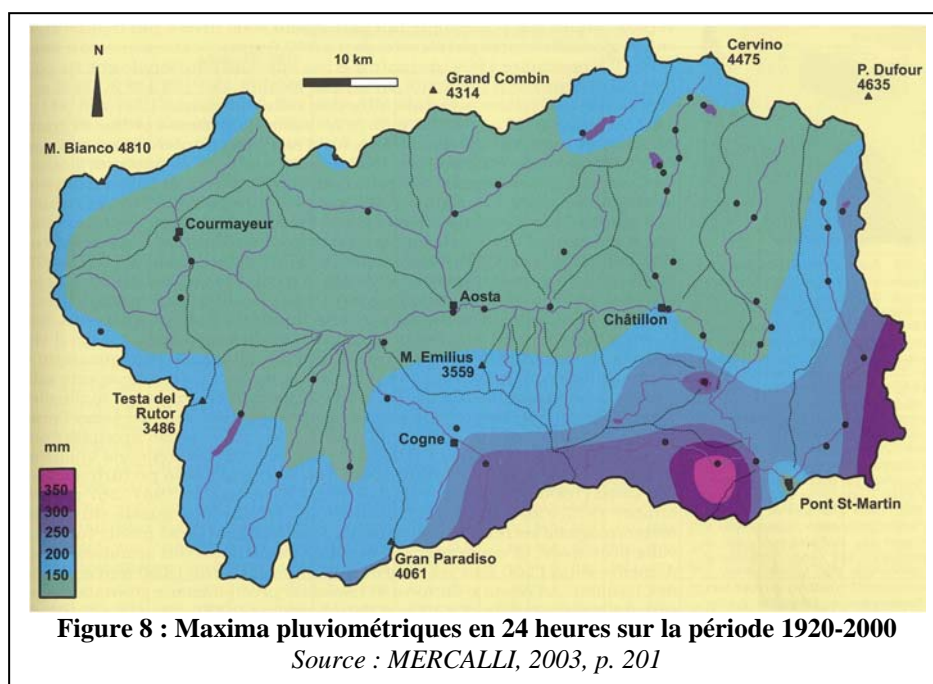 N
10 km
Grand Combin
4314
Cervino
4475
P. Dufour
4635
M. Bianco 4810
Courmayeur
Aosta
Châtillon
M. Emilius
3559
Testa del
Rutor
3486
Cogne
mm
350
300
250
200
150
Pont St-Martin
Gran Paradiso
4061
Figure 8 : Maxima pluviométriques en 24 heures sur la période 1920-2000
Source : MERCALLI, 2003, p. 201